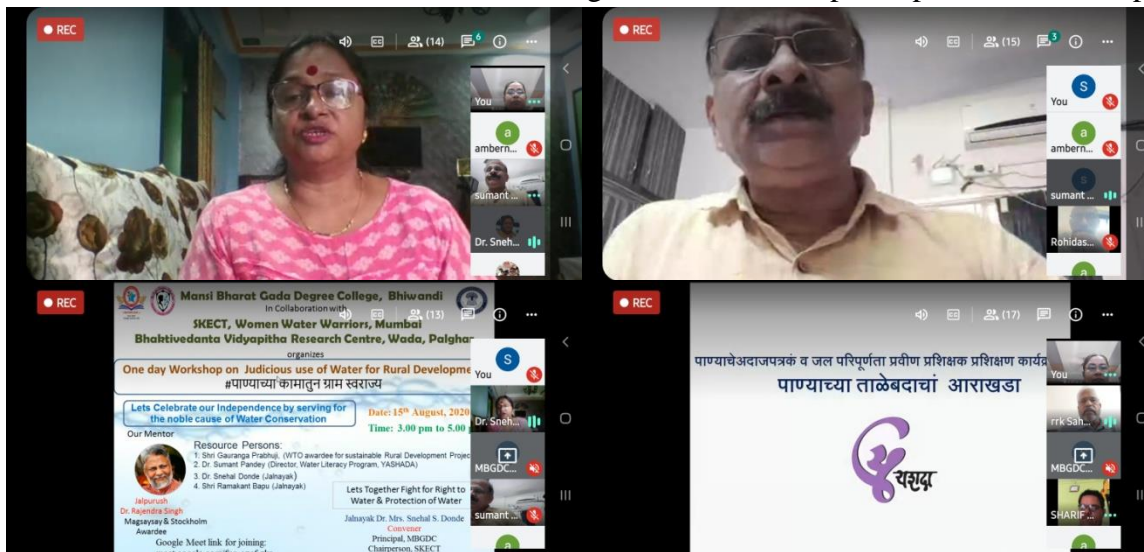 REC
(14)
6
You
a
ambern...
sumant ...
Dr. Sneh...
REC
(15)
3
S
You
a
ambern...
s
sumant ...
Rohidas...
a
REC
(13)
Mansi Bharat Gada Degree College, Bhiwandi
In Collaboration with
SKECT, Women Water Warriors, Mumbai
Bhaktivedanta Vidyapitha Research Centre, Wada, Palghar
organizes
One day Workshop on Judicious use of Water for Rural Developme
#पाण्याच्या कामातुन ग्राम स्वराज्य
Lets Celebrate our Independence by serving for
the noble cause of Water Conservation
Date: 15th August, 2020
Time: 3.00 pm to 5.00
Our Mentor
Resource Persons:
1. Shri Gauranga Prabhuji, (WTO awardee for sustainable Rural Development Projec
2. Dr. Sumant Pandey (Director, Water Literacy Program, YASHADA)
3. Dr. Snehal Donde (Jalnayak)
4. Shri Ramakant Bapu (Jalnayak)
Jalpurush
Dr. Rajendra Singh
Magsaysay & Stockholm
Awardee
Google Meet link for joining:
Lets Together Fight for Right to
Water & Protection of Water
Jalnayak Dr. Mrs. Snehal S. Donde
Convener
Principal, MBGDC
Chairperson, SKECT
S
You
Dr. Sneh...
MBGDC...
sumant ...
a
REC
(17)
पाण्याचेअदाजपत्रकं व जल परिपूर्णता प्रवीण प्रशिक्षक प्रशिक्षण कार्यक्र
पाण्याच्या ताळेबदाचां आराखडा
यशदा
You
rrk Sah...
MBGDC...
SHARIF ...
a